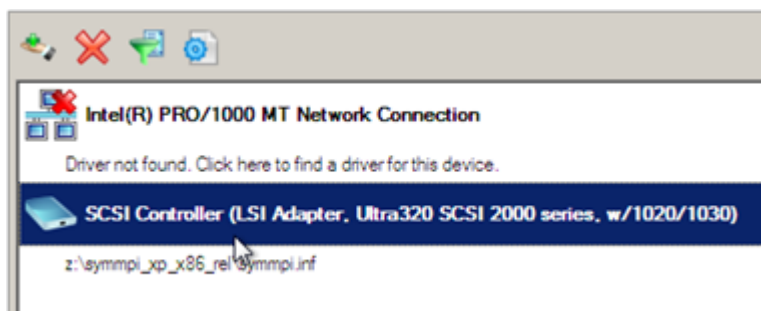 Intel(R) PRO/1000 MT Network Connection
Driver not found. Click here to find a driver for this device.
SCSI Controller (LSI Adapter, Ultra320 SCSI 2000 series, w/1020/1030)
z:\symmpi_xp_x86_rel\symmpi.inf